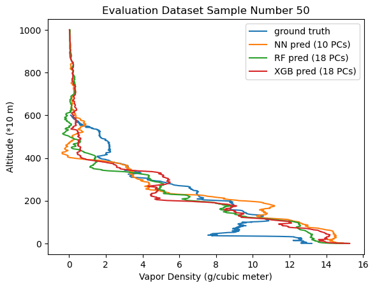 Evaluation Dataset Sample Number 50
ground truth
NN pred (10 PCs)
RF pred (18 PCs)
XGB pred (18 PCs)
Altitude (*10 m)
1000
800
600
400
200
0
0 2 4 6 8 10 12 14 16
Vapor Density (g/cubic meter)